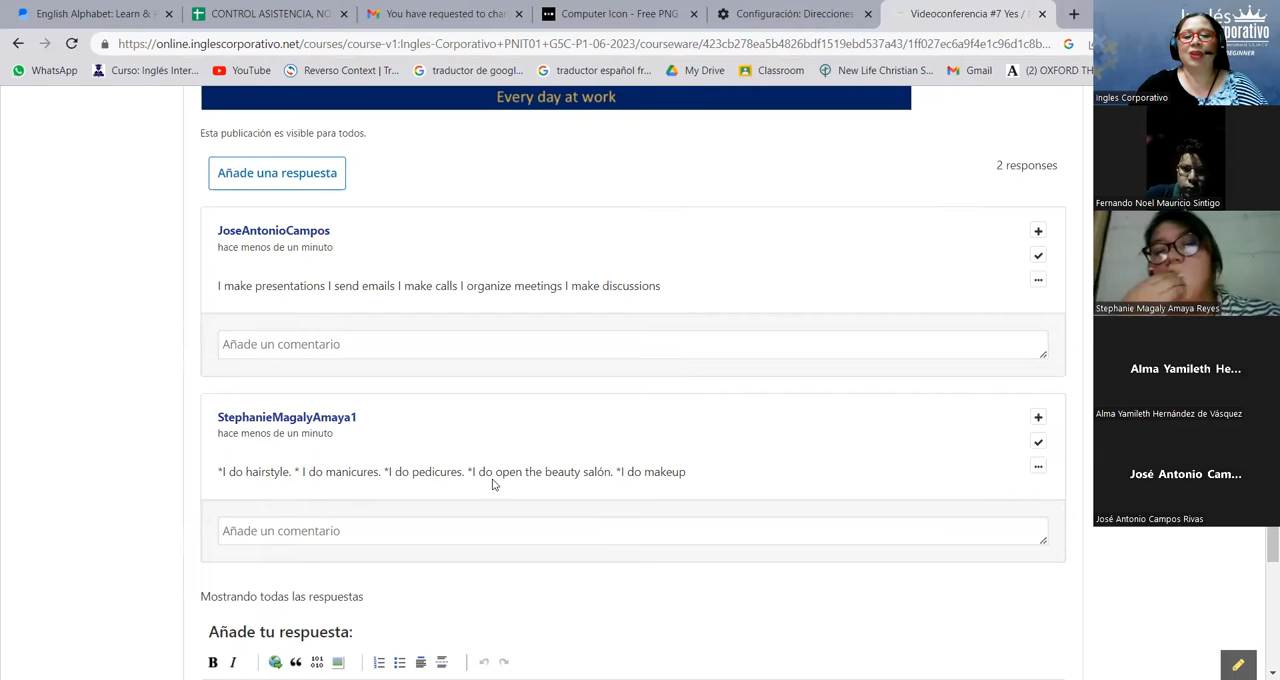 English Alphabet: Learn & |
CONTROL ASISTENCIA, NO
You have requested to chan
Computer Icon - Free PNG
Configuración: Direcciones
Videoconferencia #7 Yes /
https://online.inglescorporativo.net/courses/course-v1:Ingles-Corporativo+PNIT01+G5C-P1-06-2023/courseware/423cb278ea5b4826bdf1519ebd537a43/1ff027ec6a9f4e1c96d1c8b...
WhatsApp
Curso: Inglés Inter...
YouTube
Reverso Context | Tr...
traductor de googl...
traductor español fr...
My Drive
Classroom
New Life Christian S...
Gmail
(2) OXFORD TH
Every day at work
Esta publicación es visible para todos.
Añade una respuesta
2 responses
JoseAntonioCampos
hace menos de un minuto
I make presentations I send emails I make calls I organize meetings I make discussions
Añade un comentario
StephanieMagalyAmaya1
hace menos de un minuto
*I do hairstyle. * I do manicures. *I do pedicures. *I do open the beauty salón. *I do makeup
Añade un comentario
Mostrando todas las respuestas
Añade tu respuesta:
B I
101
010
Ingles Corporativo
Fernando Noel Mauricio Sintigo
Stephanie Magaly Amaya Reyes
Alma Yamileth He...
Alma Yamileth Hernández de Vásquez
José Antonio Cam...
José Antonio Campos Rivas